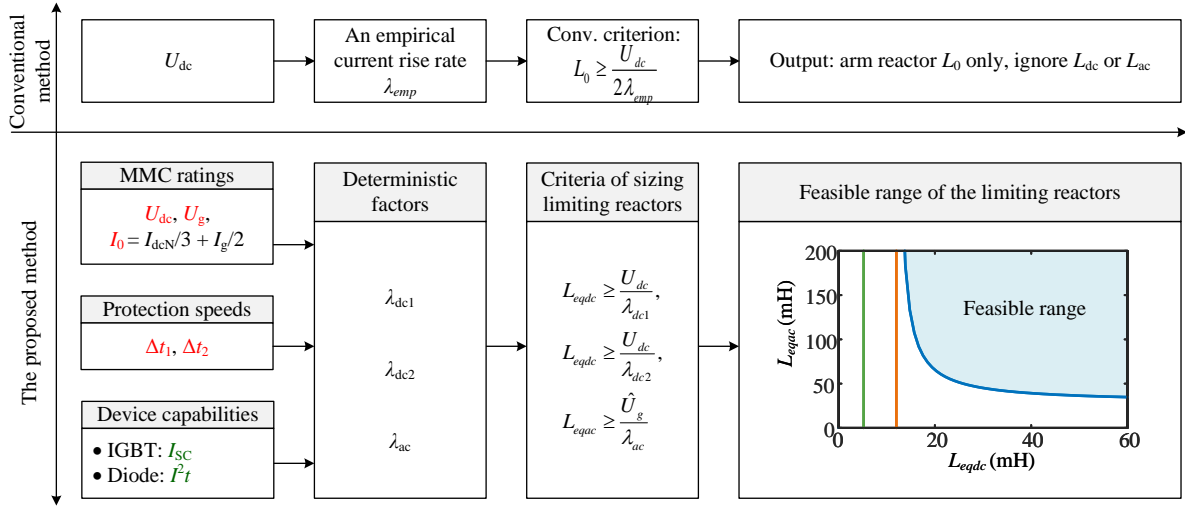 Conventional method
U_dc
An empirical
current rise rate
λ_emp
Conv. criterion:
L_0 ≥ U_dc / 2λ_emp
Output: arm reactor L_0 only, ignore L_dc or L_ac
The proposed method
MMC ratings
U_dc, U_g,
I_0 = I_dcN/3 + I_g/2
Protection speeds
Δt_1, Δt_2
Device capabilities
• IGBT: I_SC
• Diode: I^2t
Deterministic
factors
λ_dc1
λ_dc2
λ_ac
Criteria of sizing
limiting reactors
L_eqdc ≥ U_dc / λ_dc1,
L_eqdc ≥ U_dc / λ_dc2,
L_eqac ≥ Û_g / λ_ac
Feasible range of the limiting reactors
L_eqac (mH)
200
150
100
50
0
Feasible range
0 20 40 60
L_eqdc (mH)